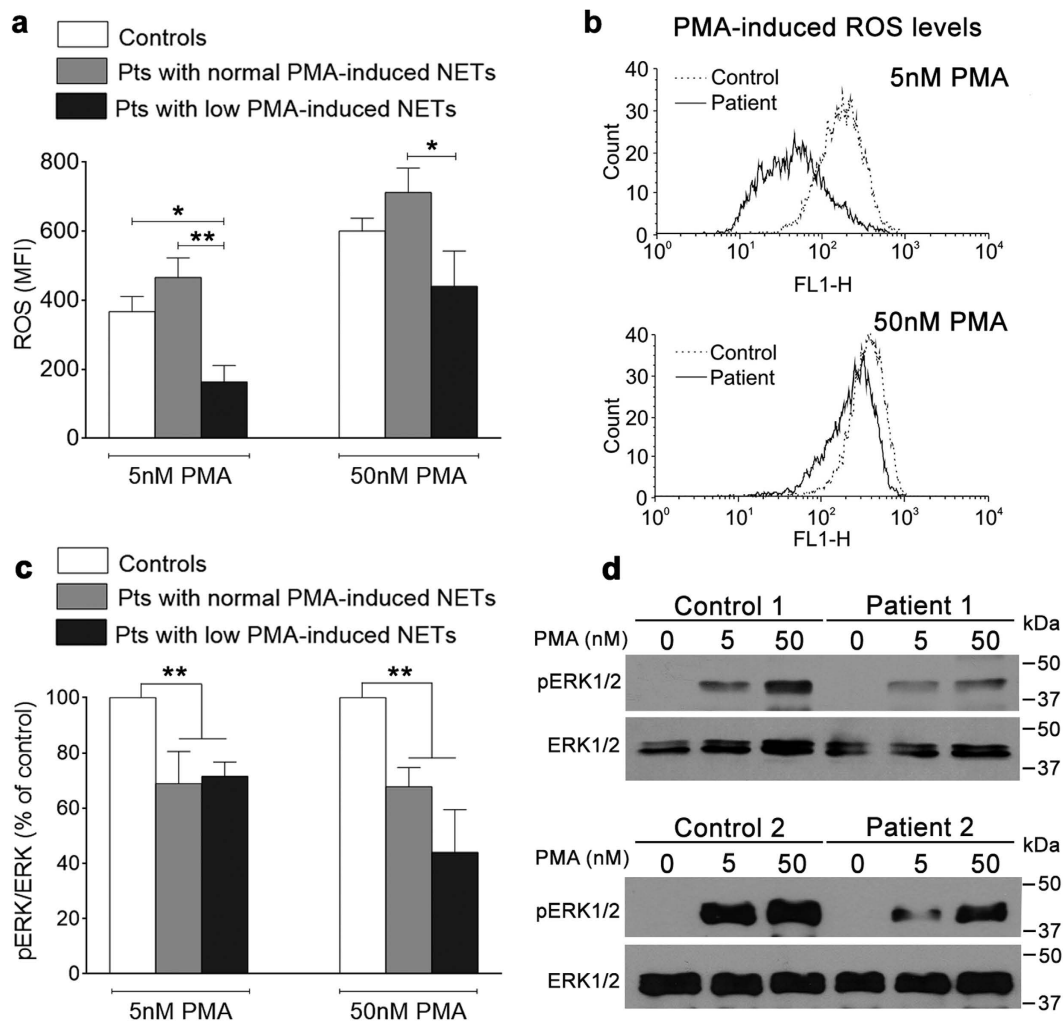 a
Controls
Pts with normal PMA-induced NETs
Pts with low PMA-induced NETs
ROS (MFI)
800
600
400
200
0
*
**
*
5nM PMA
50nM PMA
b
PMA-induced ROS levels
5nM PMA
Control
Patient
Count
40
30
20
10
0
10⁰ 10¹ 10² 10³ 10⁴
FL1-H
50nM PMA
Control
Patient
Count
40
30
20
10
0
10⁰ 10¹ 10² 10³ 10⁴
FL1-H
c
Controls
Pts with normal PMA-induced NETs
Pts with low PMA-induced NETs
pERK/ERK (% of control)
100
80
60
40
20
0
**
**
5nM PMA
50nM PMA
d
Control 1 Patient 1
kDa
PMA (nM) 0 5 50 0 5 50
pERK1/2
–50
–37
ERK1/2
–50
–37
Control 2 Patient 2
kDa
PMA (nM) 0 5 50 0 5 50
pERK1/2
–50
–37
ERK1/2
–50
–37